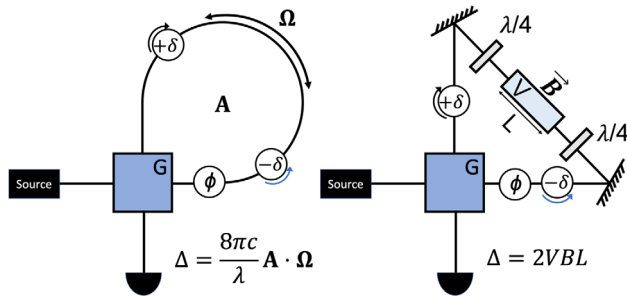 Ω
+δ
A
G
Source
ϕ
−δ
Δ = 8πc/λ A · Ω
λ/4
B⃗
V
L
λ/4
+δ
G
Source
ϕ
−δ
Δ = 2VBL